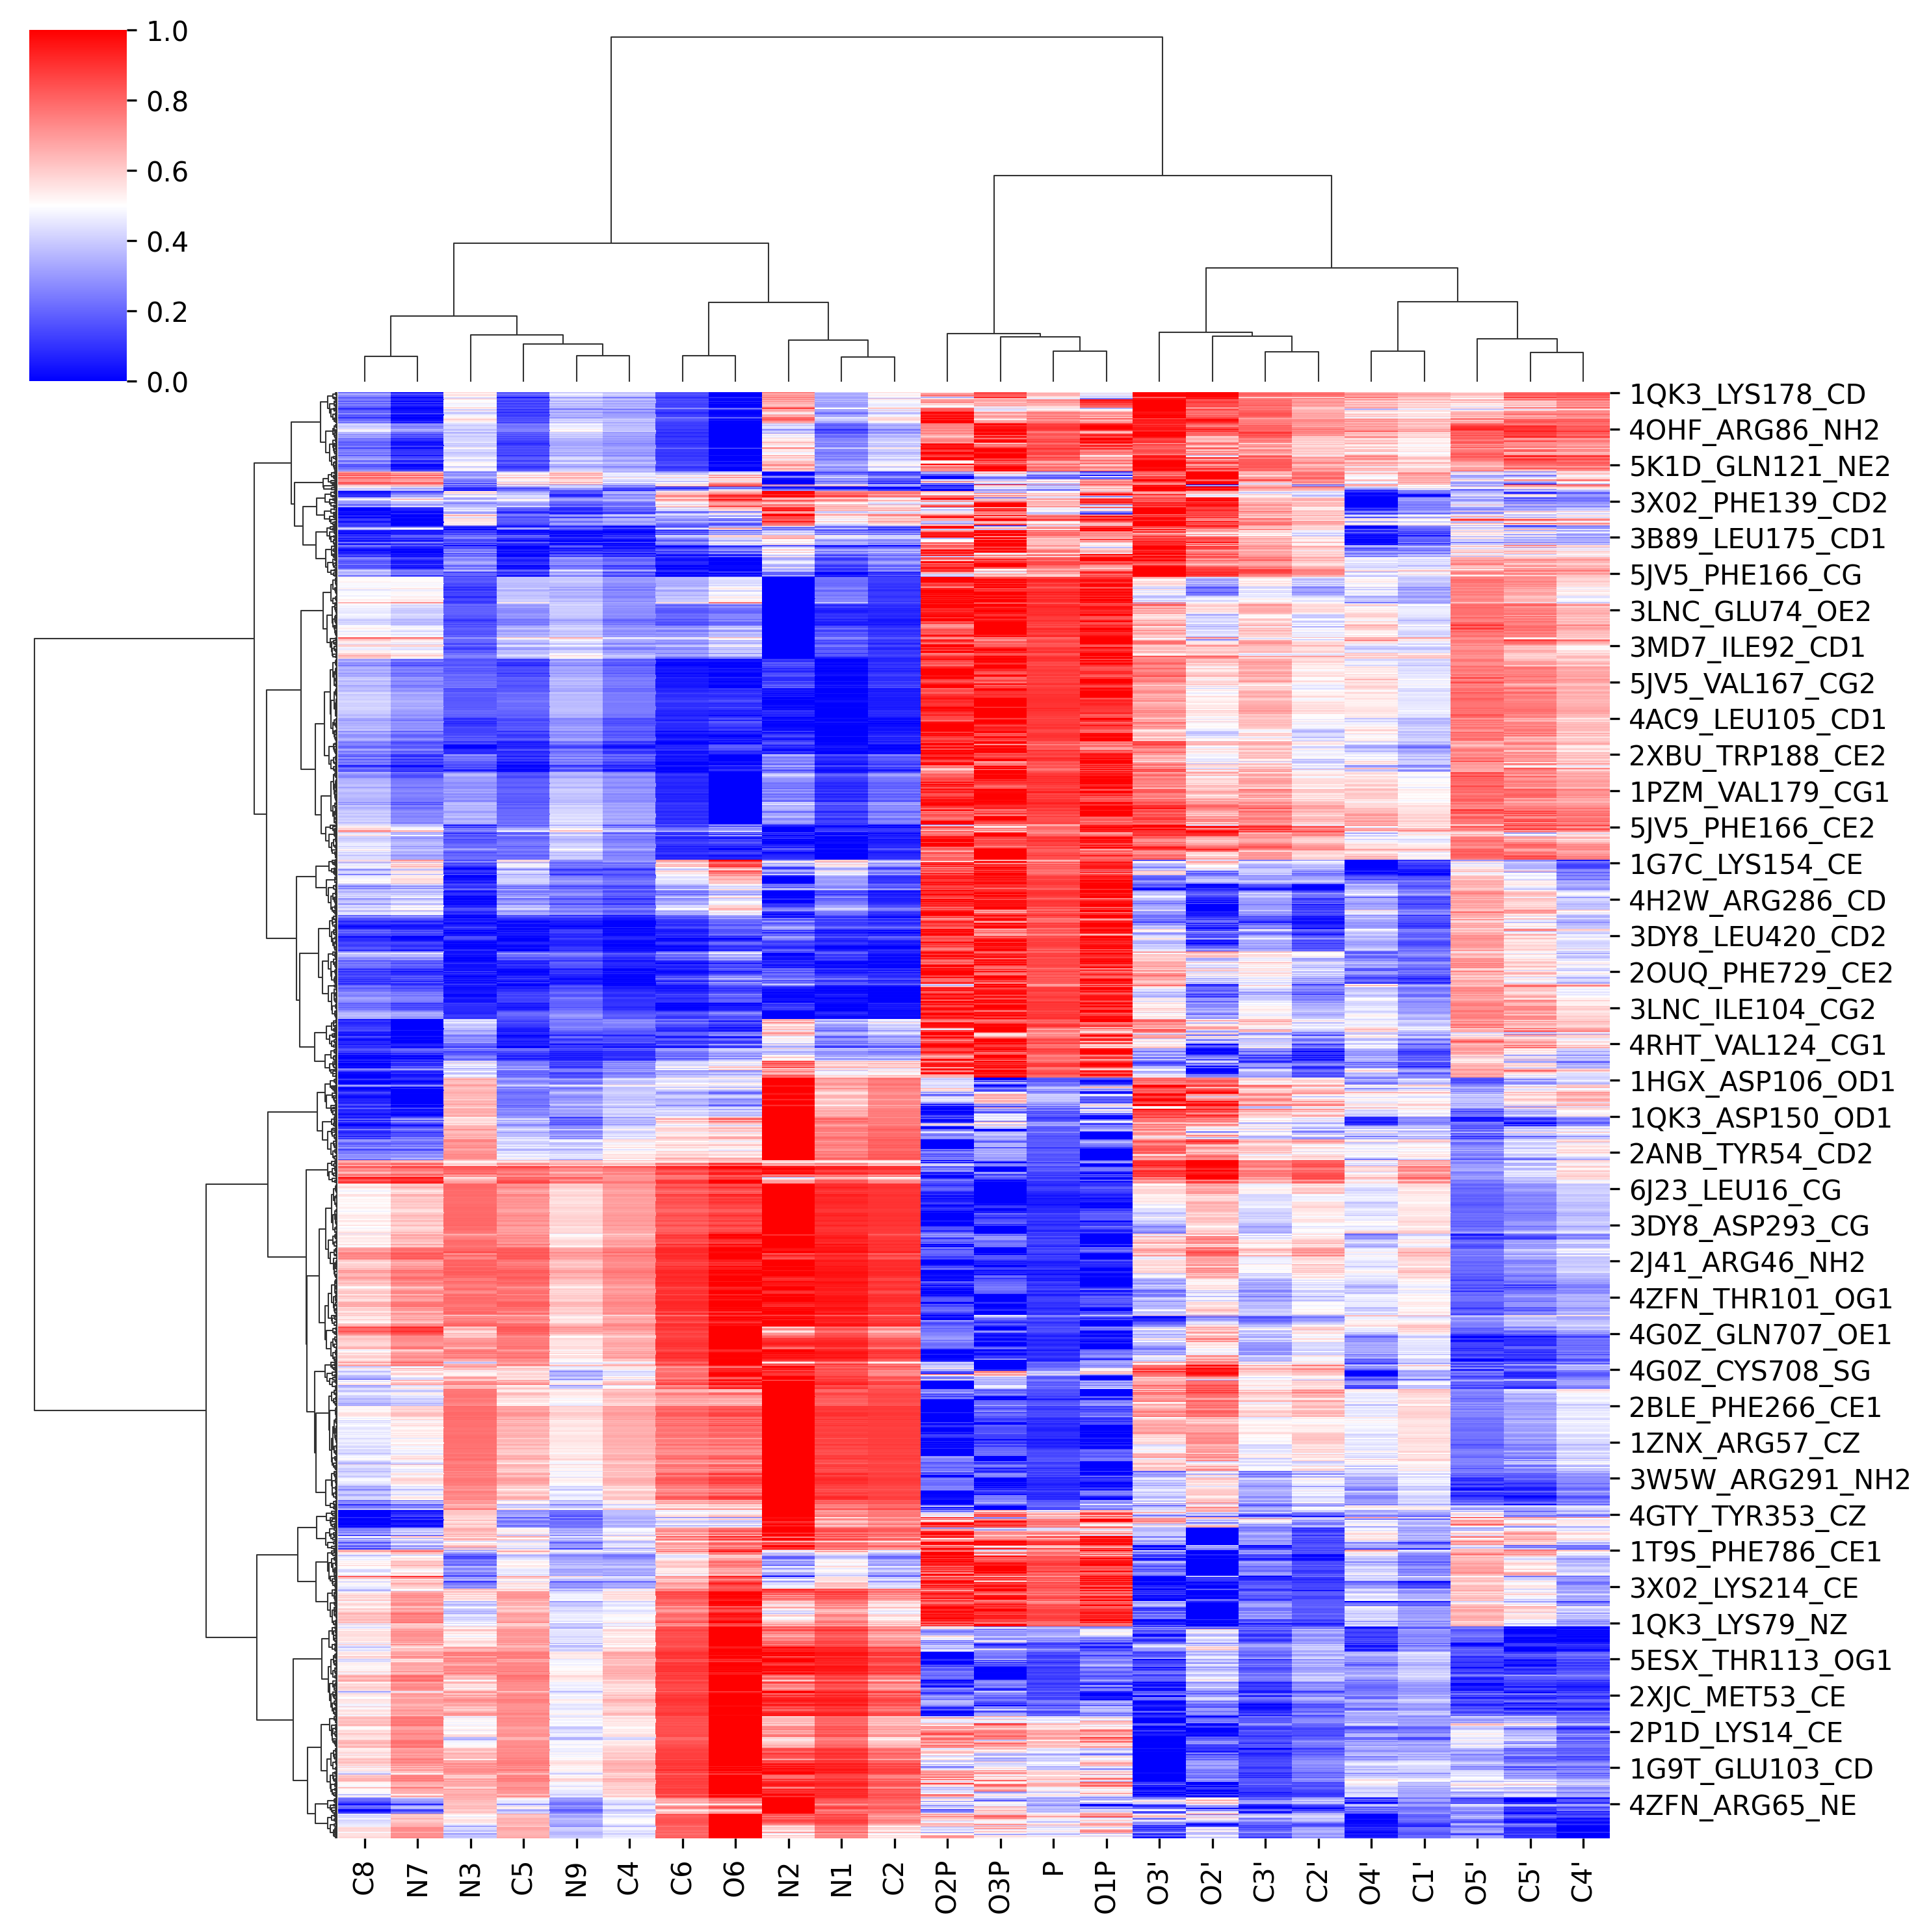 1.0
0.8
0.6
0.4
0.2
0.0
1QK3_LYS178_CD
4OHF_ARG86_NH2
5K1D_GLN121_NE2
3X02_PHE139_CD2
3B89_LEU175_CD1
5JV5_PHE166_CG
3LNC_GLU74_OE2
3MD7_ILE92_CD1
5JV5_VAL167_CG2
4AC9_LEU105_CD1
2XBU_TRP188_CE2
1PZM_VAL179_CG1
5JV5_PHE166_CE2
1G7C_LYS154_CE
4H2W_ARG286_CD
3DY8_LEU420_CD2
2OUQ_PHE729_CE2
3LNC_ILE104_CG2
4RHT_VAL124_CG1
1HGX_ASP106_OD1
1QK3_ASP150_OD1
2ANB_TYR54_CD2
6J23_LEU16_CG
3DY8_ASP293_CG
2J41_ARG46_NH2
4ZFN_THR101_OG1
4G0Z_GLN707_OE1
4G0Z_CYS708_SG
2BLE_PHE266_CE1
1ZNX_ARG57_CZ
3W5W_ARG291_NH2
4GTY_TYR353_CZ
1T9S_PHE786_CE1
3X02_LYS214_CE
1QK3_LYS79_NZ
5ESX_THR113_OG1
2XJC_MET53_CE
2P1D_LYS14_CE
1G9T_GLU103_CD
4ZFN_ARG65_NE
C8 N7 N3 C5 N9 C4 C6 O6 N2 N1 C2 O2P O3P P O1P O3' O2' C3' C2' O4' C1' O5' C5' C4'